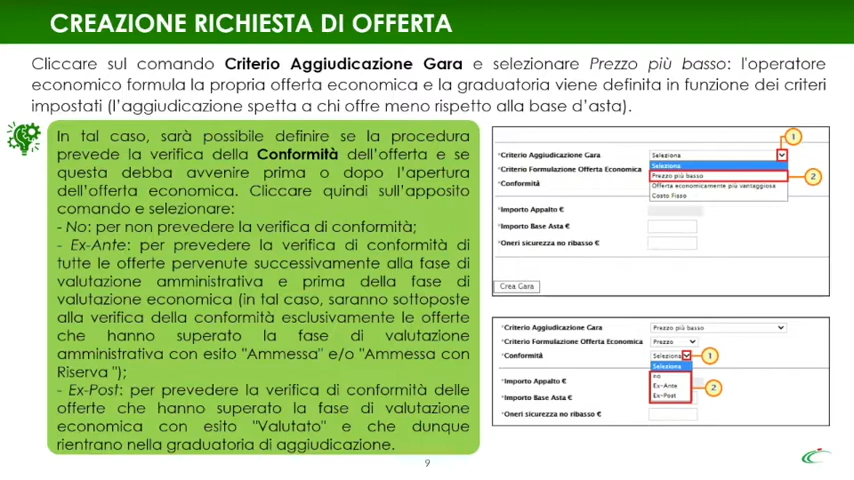 CREAZIONE RICHIESTA DI OFFERTA
Cliccare sul comando Criterio Aggiudicazione Gara e selezionare Prezzo più basso: l'operatore
economico formula la propria offerta economica e la graduatoria viene definita in funzione dei criteri
impostati (l'aggiudicazione spetta a chi offre meno rispetto alla base d'asta).
In tal caso, sarà possibile definire se la procedura
prevede la verifica della Conformità dell'offerta e se
questa debba avvenire prima o dopo l'apertura
dell'offerta economica. Cliccare quindi sull'apposito
comando e selezionare:
- No: per non prevedere la verifica di conformità;
- Ex-Ante: per prevedere la verifica di conformità di
tutte le offerte pervenute successivamente alla fase di
valutazione amministrativa e prima della fase di
valutazione economica (in tal caso, saranno sottoposte
alla verifica della conformità esclusivamente le offerte
che hanno superato la fase di valutazione
amministrativa con esito "Ammessa" e/o "Ammessa con
Riserva ");
- Ex-Post: per prevedere la verifica di conformità delle
offerte che hanno superato la fase di valutazione
economica con esito "Valutato" e che dunque
rientrano nella graduatoria di aggiudicazione.
1
*Criterio Aggiudicazione Gara Seleziona
Seleziona
*Criterio Formulazione Offerta Economica Prezzo più basso 2
*Conformità Offerta economicamente più vantaggiosa
Costo Fisso
*Importo Appalto €
*Importo Base Asta €
*Oneri sicurezza no ribasso €
Crea Gara
*Criterio Aggiudicazione Gara Prezzo più basso
*Criterio Formulazione Offerta Economica Prezzo
*Conformità Seleziona 1
Seleziona
no
*Importo Appalto € Ex-Ante 2
*Importo Base Asta € Ex-Post
*Oneri sicurezza no ribasso €
9